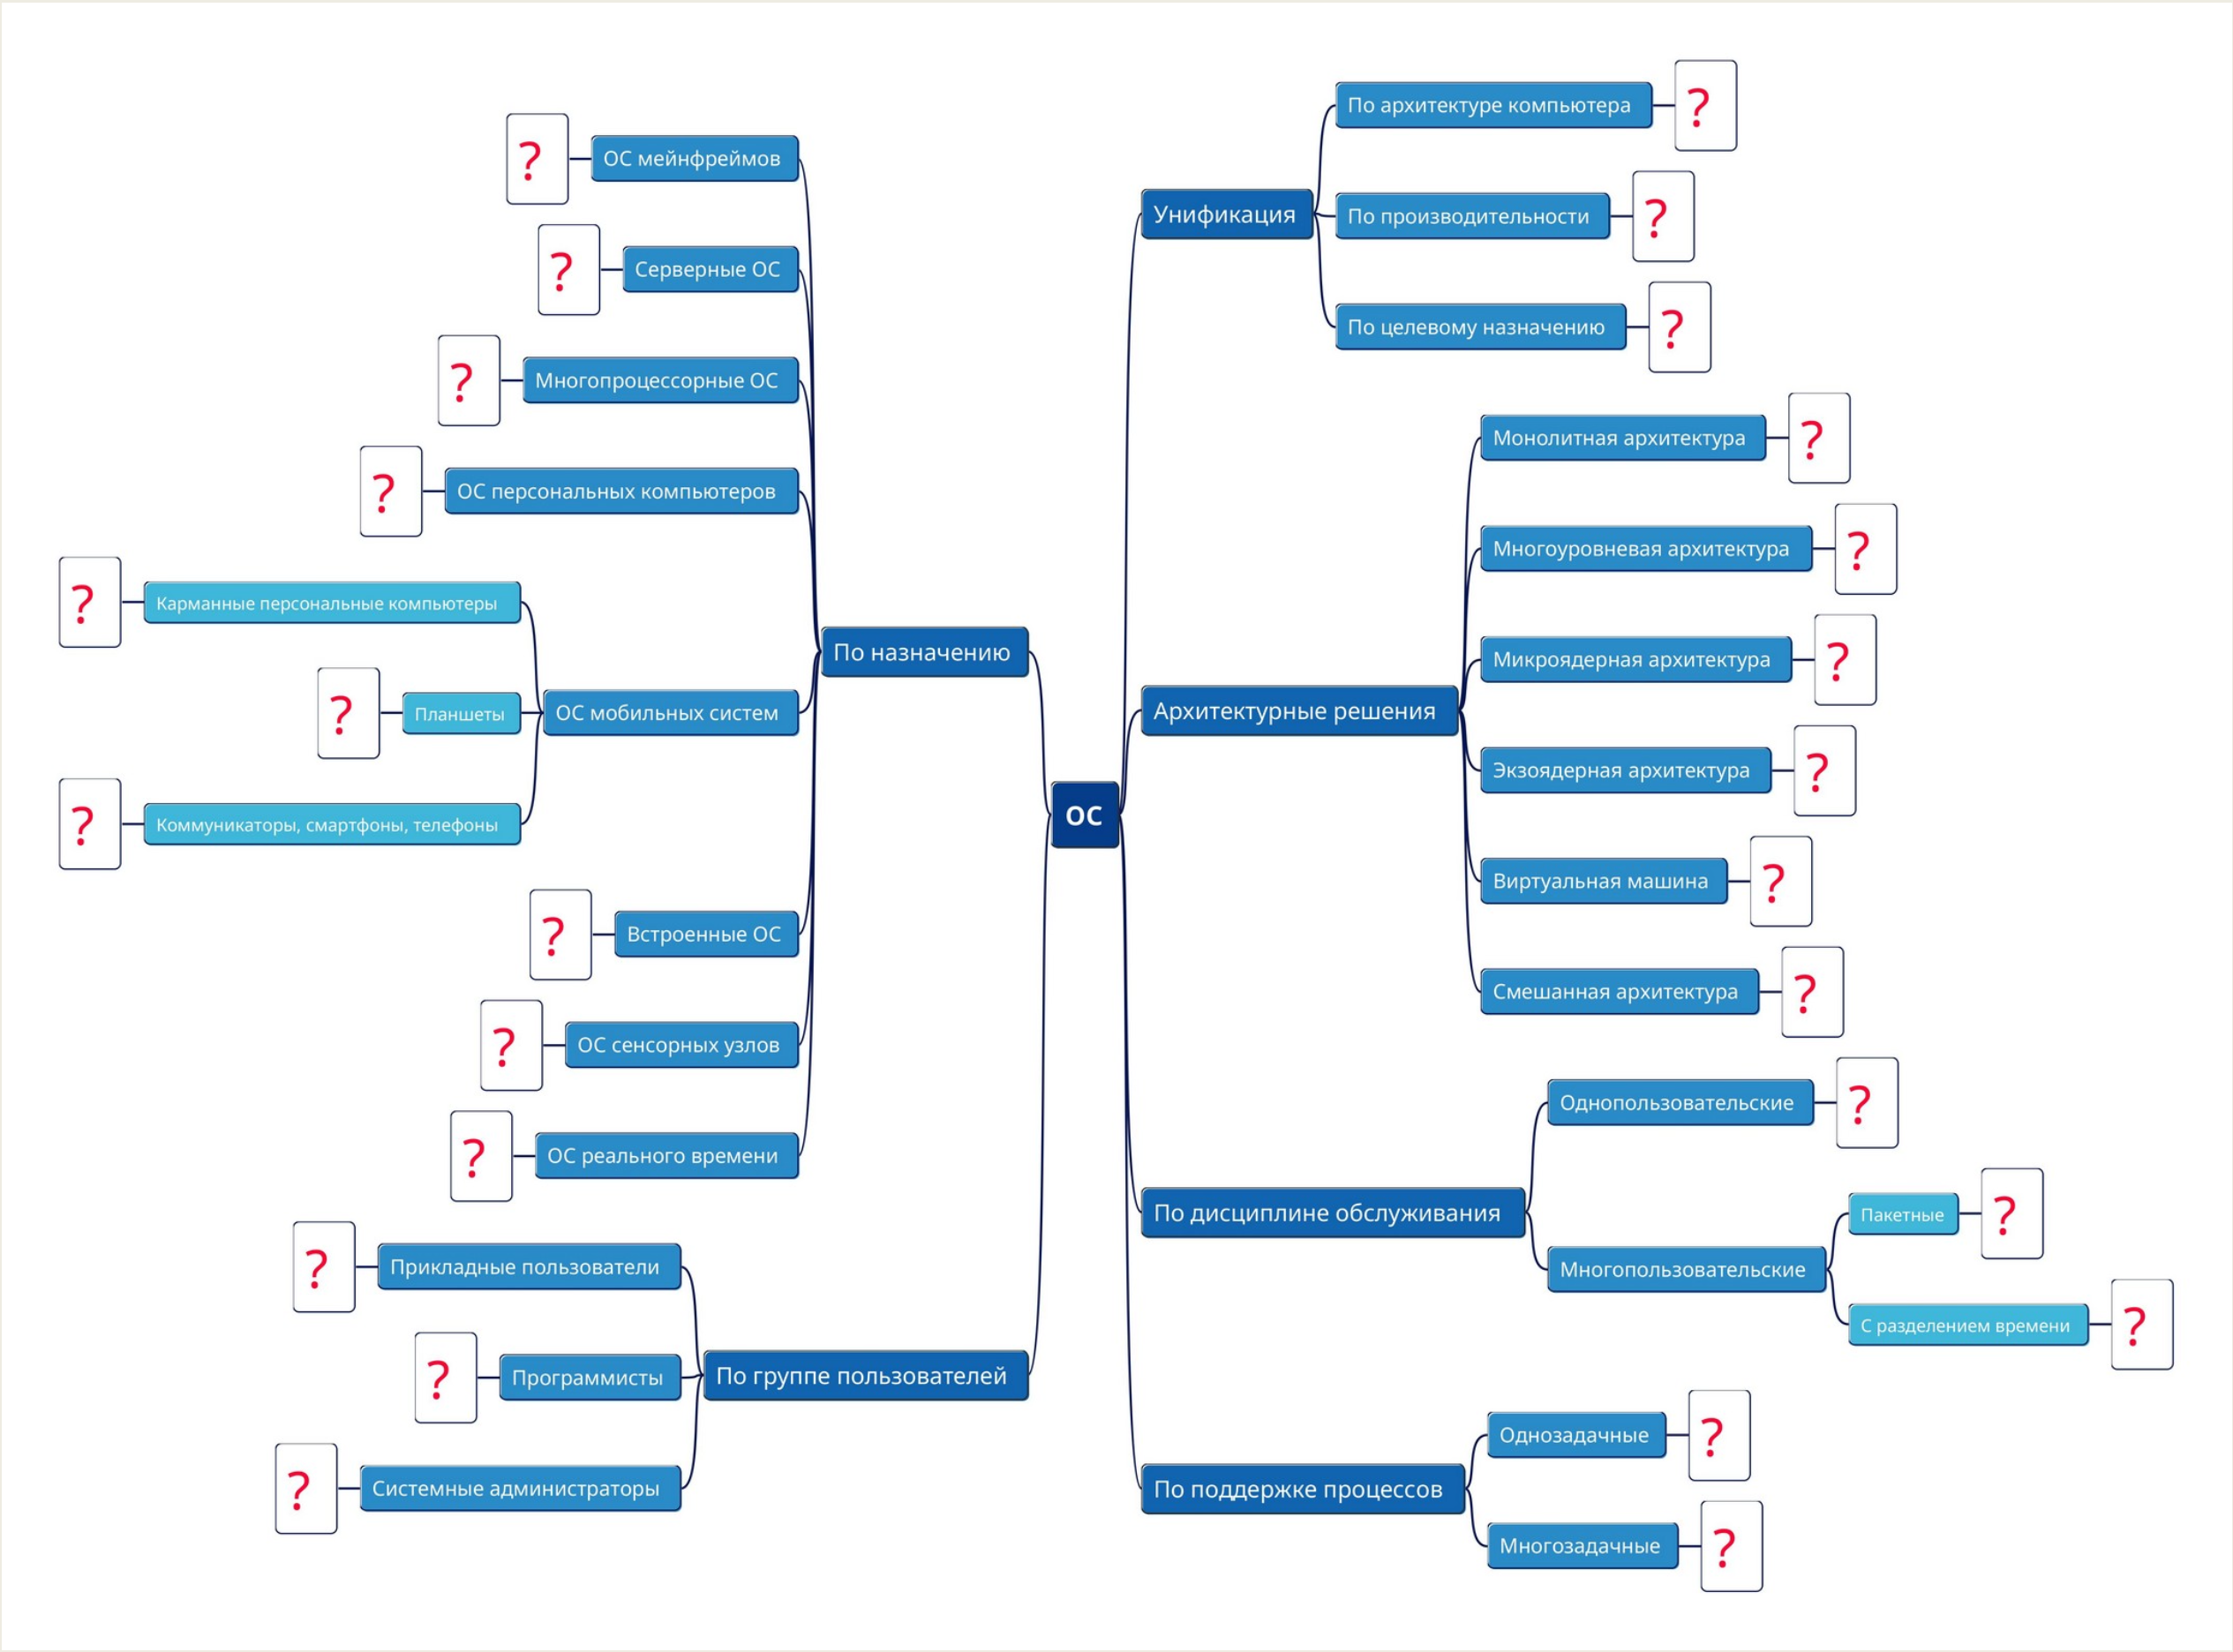 ОС
По назначению
ОС мейнфреймов
?
Серверные ОС
?
Многопроцессорные ОС
?
ОС персональных компьютеров
?
ОС мобильных систем
Карманные персональные компьютеры
?
Планшеты
?
Коммуникаторы, смартфоны, телефоны
?
Встроенные ОС
?
ОС сенсорных узлов
?
ОС реального времени
?
По группе пользователей
Прикладные пользователи
?
Программисты
?
Системные администраторы
?
Унификация
По архитектуре компьютера
?
По производительности
?
По целевому назначению
?
Архитектурные решения
Монолитная архитектура
?
Многоуровневая архитектура
?
Микроядерная архитектура
?
Экзоядерная архитектура
?
Виртуальная машина
?
Смешанная архитектура
?
По дисциплине обслуживания
Однопользовательские
?
Многопользовательские
Пакетные
?
С разделением времени
?
По поддержке процессов
Однозадачные
?
Многозадачные
?